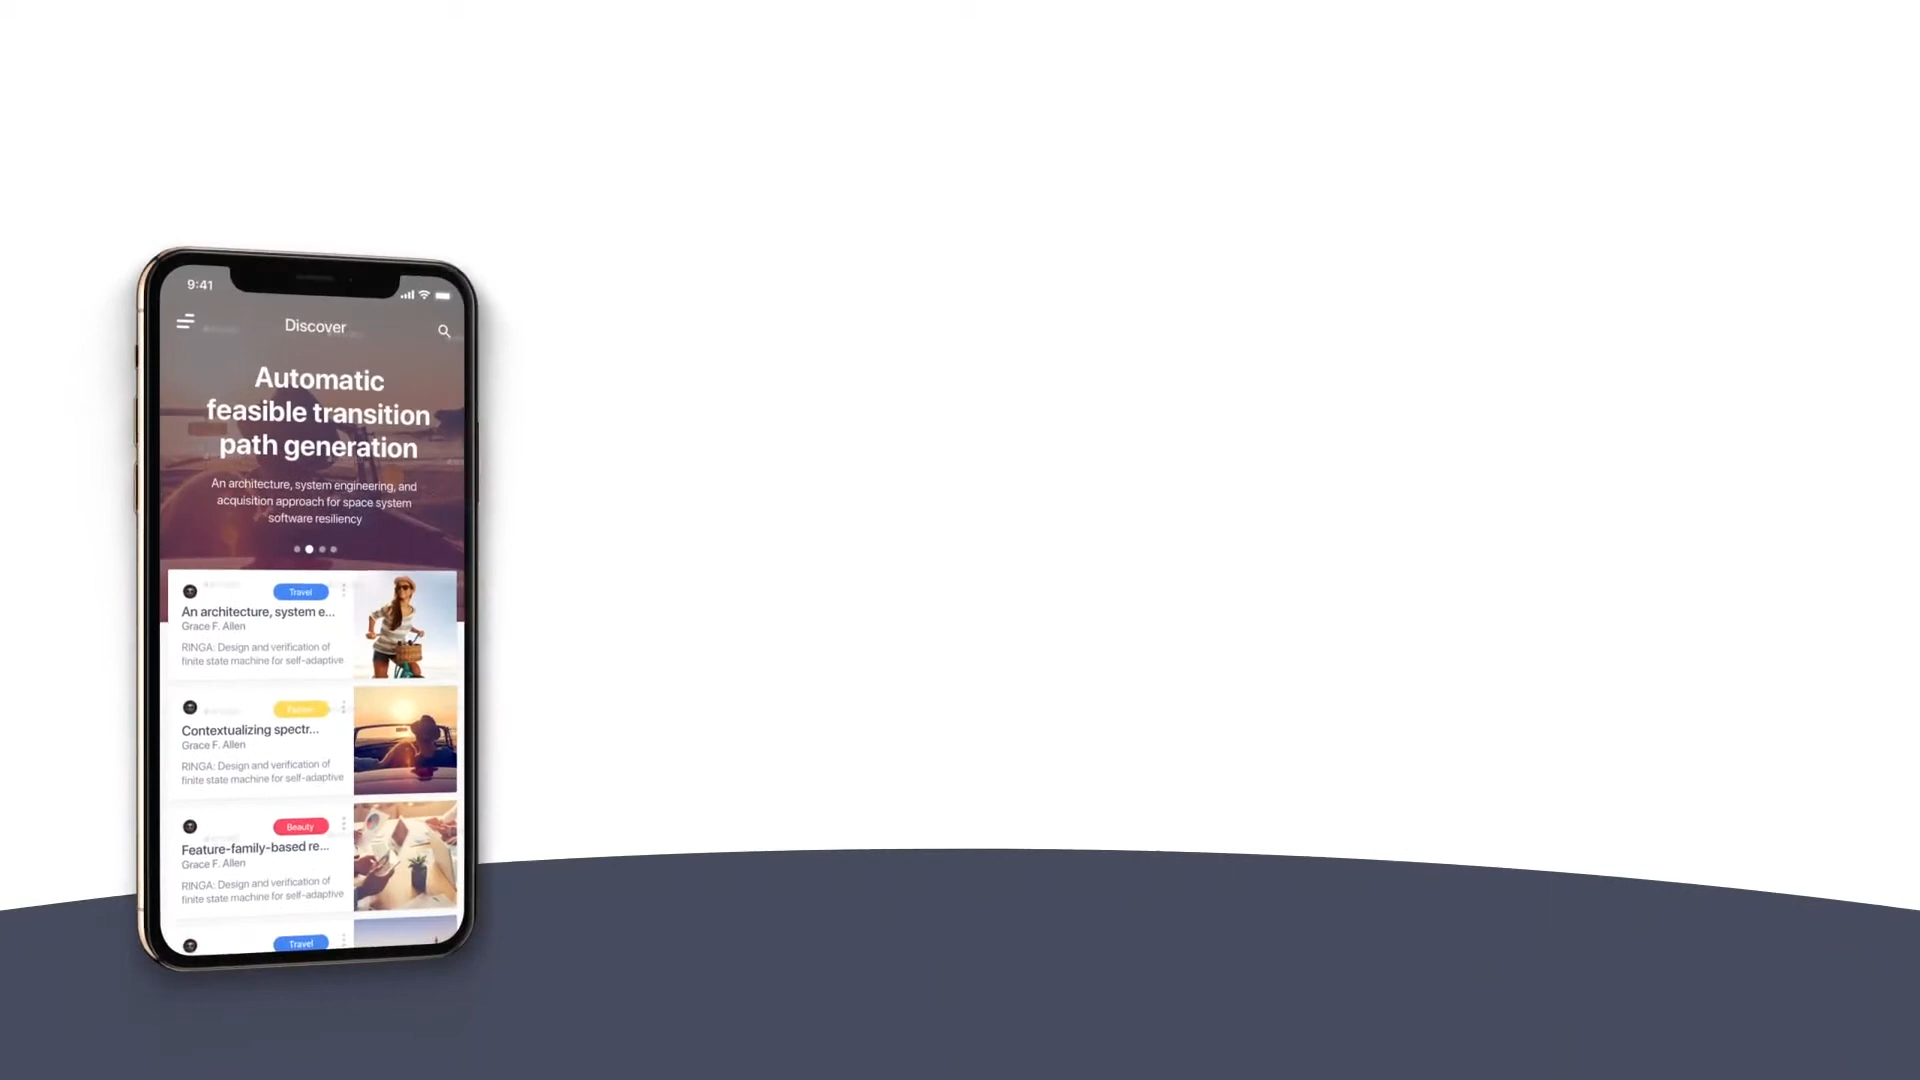 9:41
Discover
Automatic
feasible transition
path generation
An architecture, system engineering, and
acquisition approach for space system
software resiliency
Travel
An architecture, system e...
Grace F. Allen
RINGA: Design and verification of
finite state machine for self-adaptive
Contextualizing spectr...
Grace F. Allen
RINGA: Design and verification of
finite state machine for self-adaptive
Beauty
Feature-family-based re...
Grace F. Allen
RINGA: Design and verification of
finite state machine for self-adaptive
Travel